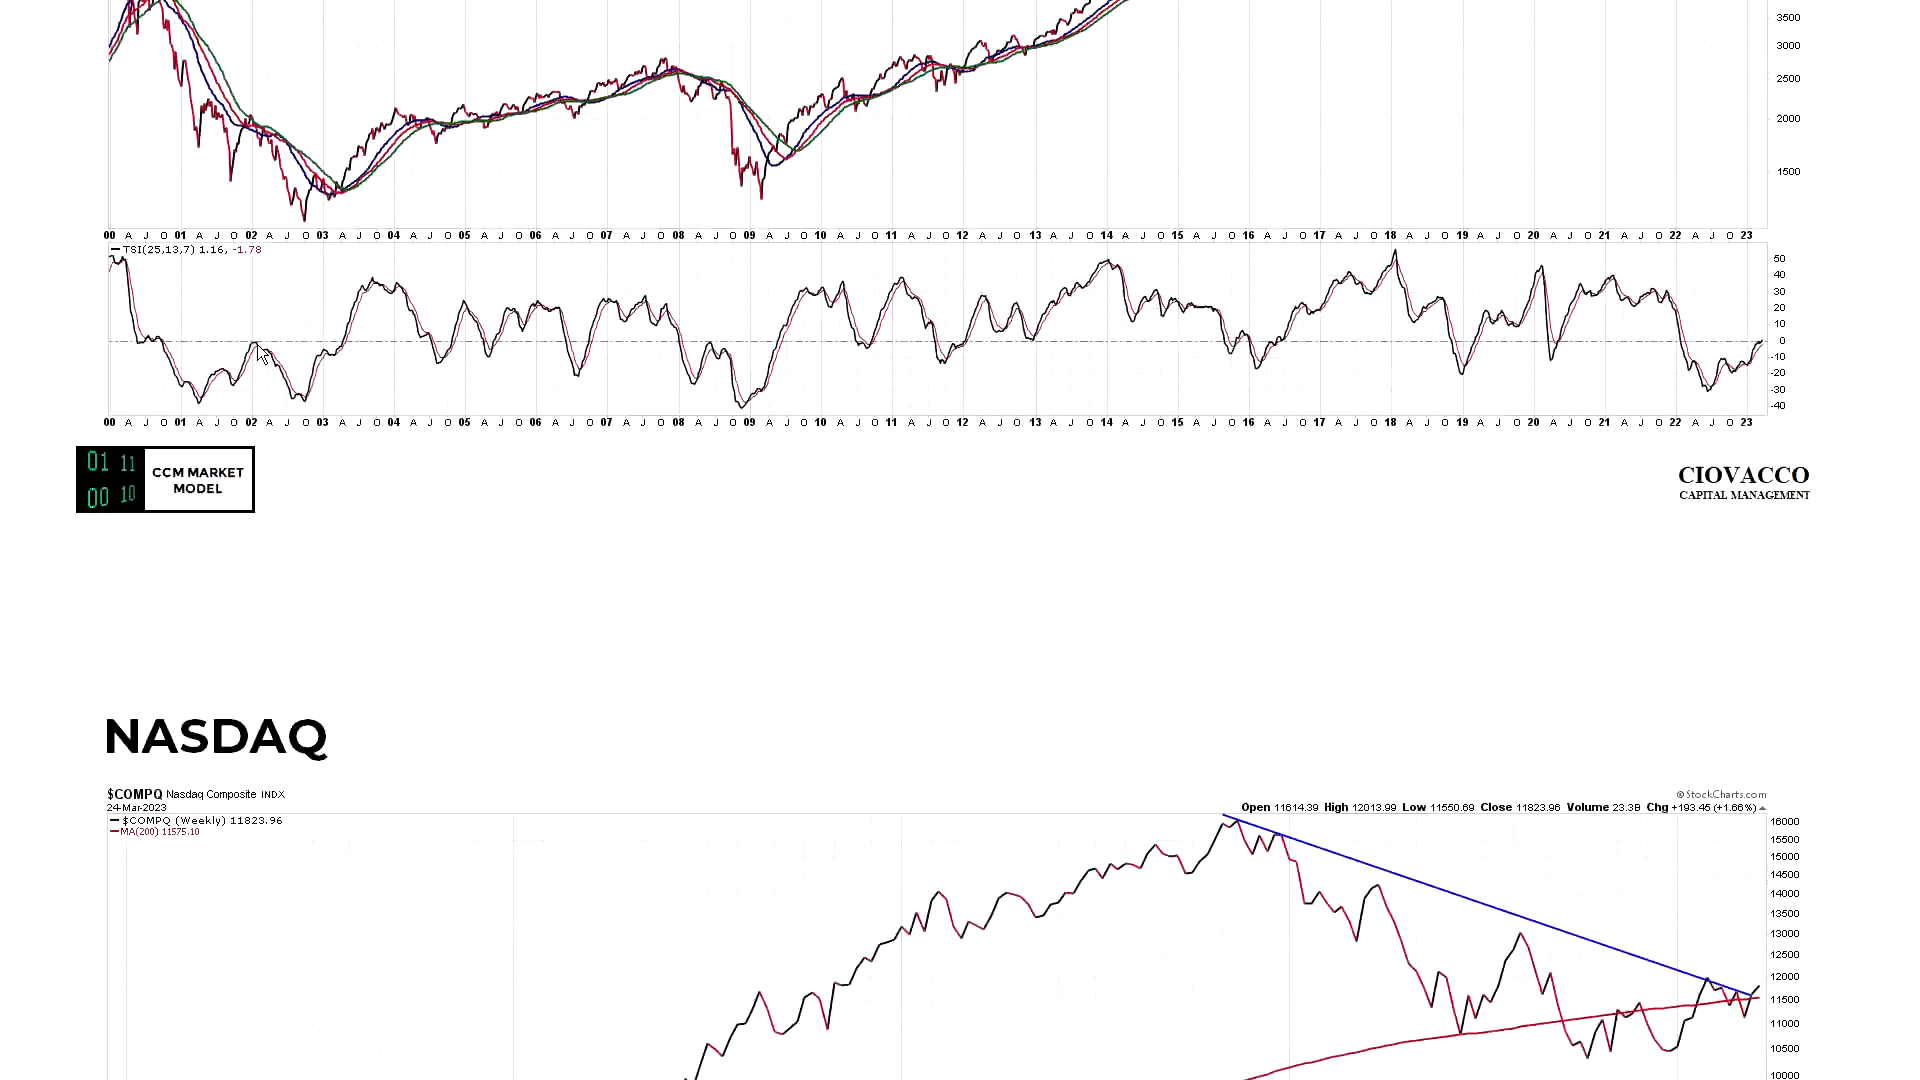 3500
3000
2500
2000
1500
00 A J O 01 A J O 02 A J O 03 A J O 04 A J O 05 A J O 06 A J O 07 A J O 08 A J O 09 A J O 10 A J O 11 A J O 12 A J O 13 A J O 14 A J O 15 A J O 16 A J O 17 A J O 18 A J O 19 A J O 20 A J O 21 A J O 22 A J O 23
TSI(25,13,7) 1.16, -1.78
50
40
30
20
10
0
-10
-20
-30
-40
00 A J O 01 A J O 02 A J O 03 A J O 04 A J O 05 A J O 06 A J O 07 A J O 08 A J O 09 A J O 10 A J O 11 A J O 12 A J O 13 A J O 14 A J O 15 A J O 16 A J O 17 A J O 18 A J O 19 A J O 20 A J O 21 A J O 22 A J O 23
01 11
00 10
CCM MARKET
MODEL
CIOVACCO
CAPITAL MANAGEMENT
NASDAQ
$COMPQ Nasdaq Composite INDX
© StockCharts.com
24-Mar-2023
Open 11614.39 High 12013.99 Low 11550.69 Close 11823.96 Volume 23.3B Chg +193.45 (+1.66%)
$COMPQ (Weekly) 11823.96
MA(200) 11575.10
16000
15500
15000
14500
14000
13500
13000
12500
12000
11500
11000
10500
10000